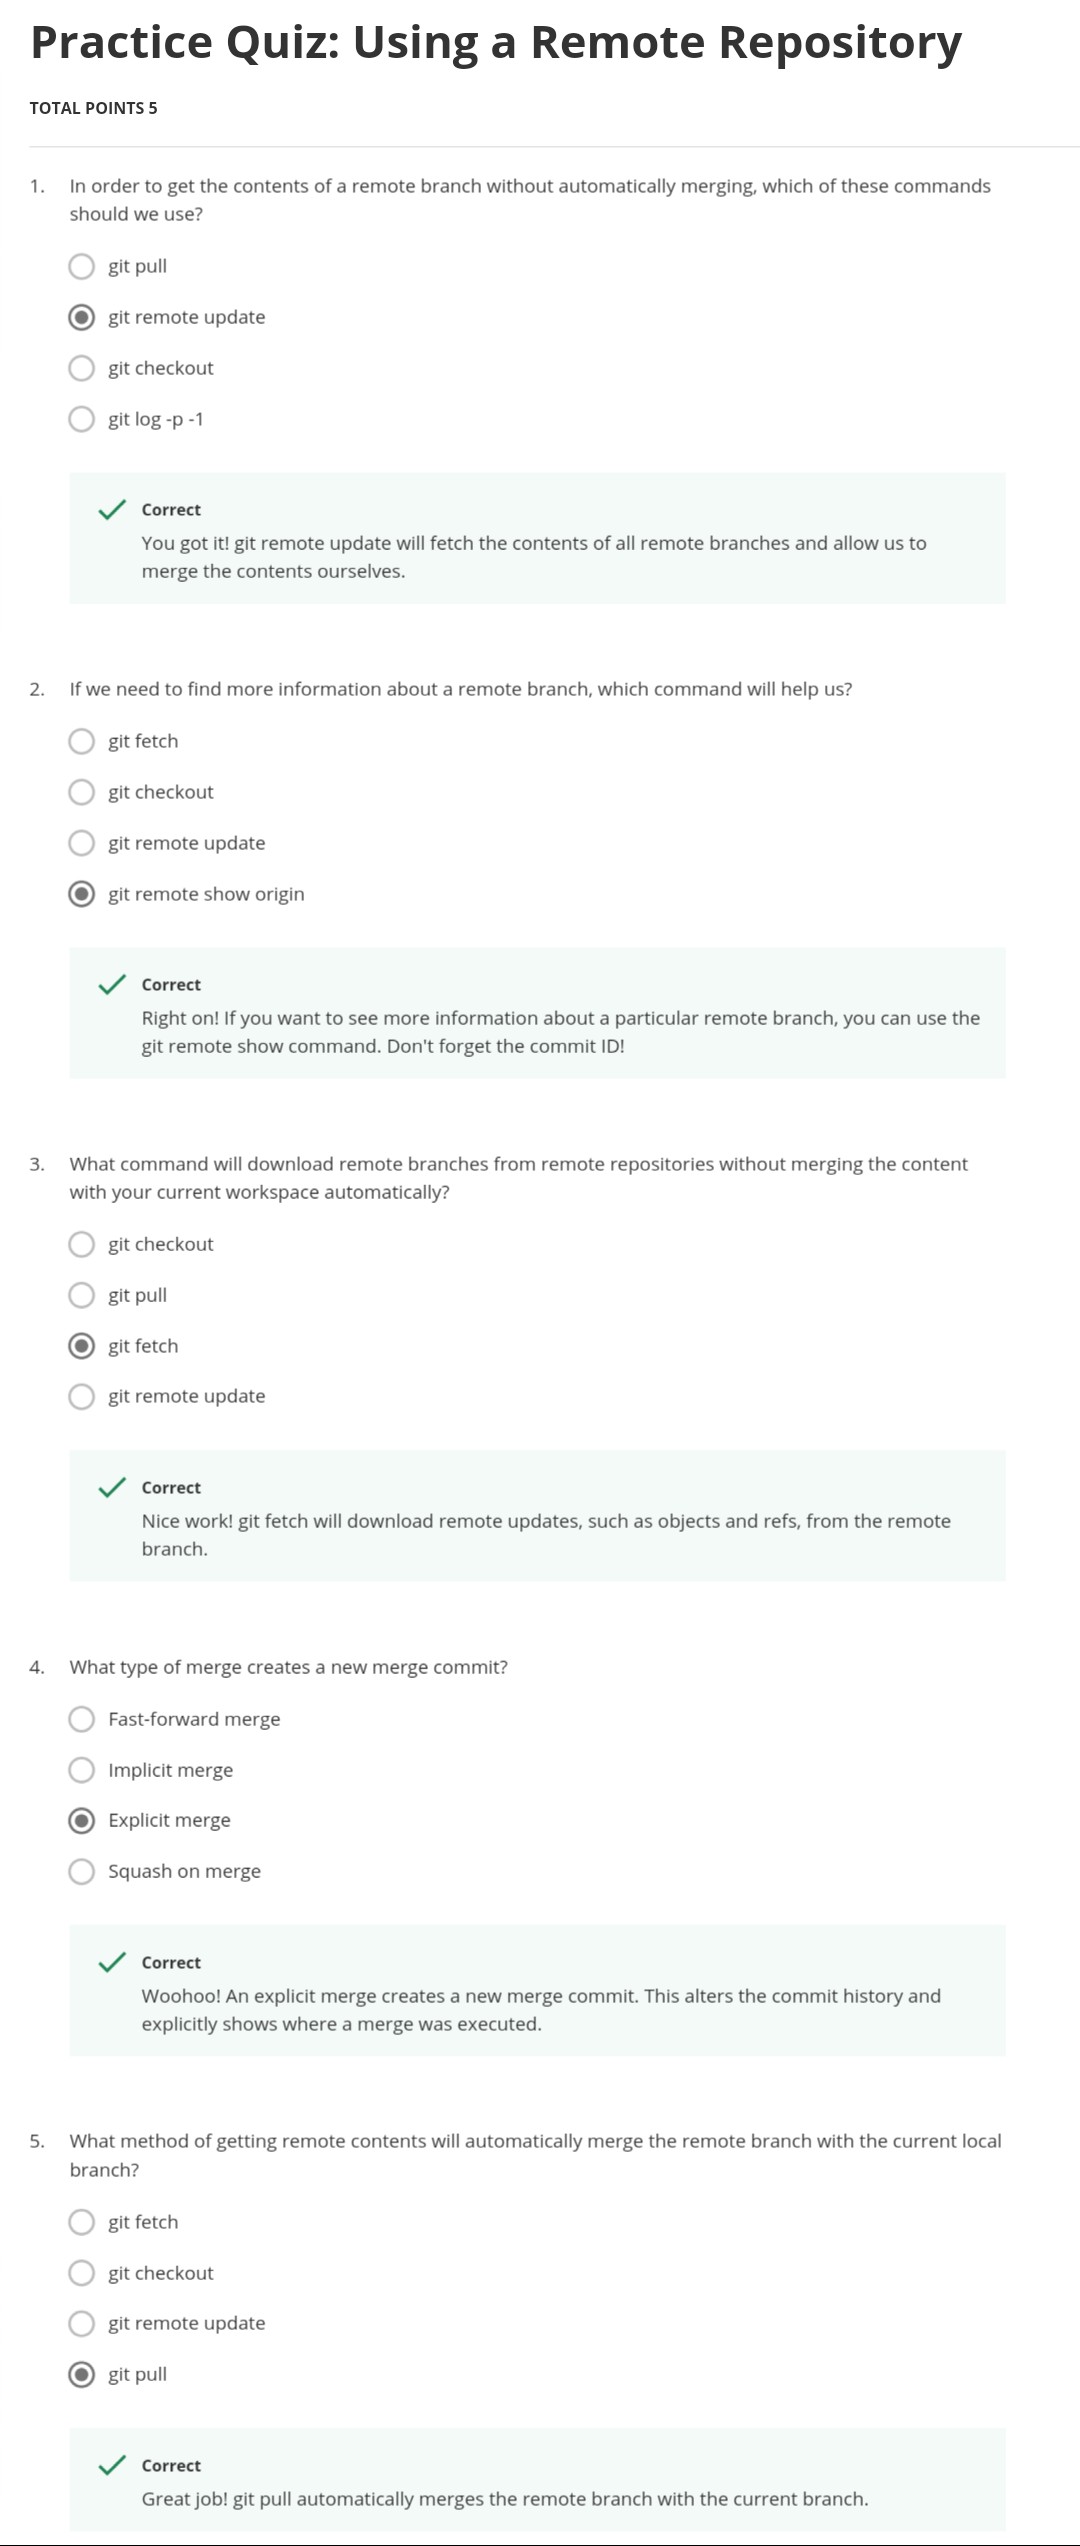 Practice Quiz: Using a Remote Repository
TOTAL POINTS 5
1. In order to get the contents of a remote branch without automatically merging, which of these commands
should we use?
git pull
git remote update
git checkout
git log -p -1
Correct
You got it! git remote update will fetch the contents of all remote branches and allow us to
merge the contents ourselves.
2. If we need to find more information about a remote branch, which command will help us?
git fetch
git checkout
git remote update
git remote show origin
Correct
Right on! If you want to see more information about a particular remote branch, you can use the
git remote show command. Don't forget the commit ID!
3. What command will download remote branches from remote repositories without merging the content
with your current workspace automatically?
git checkout
git pull
git fetch
git remote update
Correct
Nice work! git fetch will download remote updates, such as objects and refs, from the remote
branch.
4. What type of merge creates a new merge commit?
Fast-forward merge
Implicit merge
Explicit merge
Squash on merge
Correct
Woohoo! An explicit merge creates a new merge commit. This alters the commit history and
explicitly shows where a merge was executed.
5. What method of getting remote contents will automatically merge the remote branch with the current local
branch?
git fetch
git checkout
git remote update
git pull
Correct
Great job! git pull automatically merges the remote branch with the current branch.